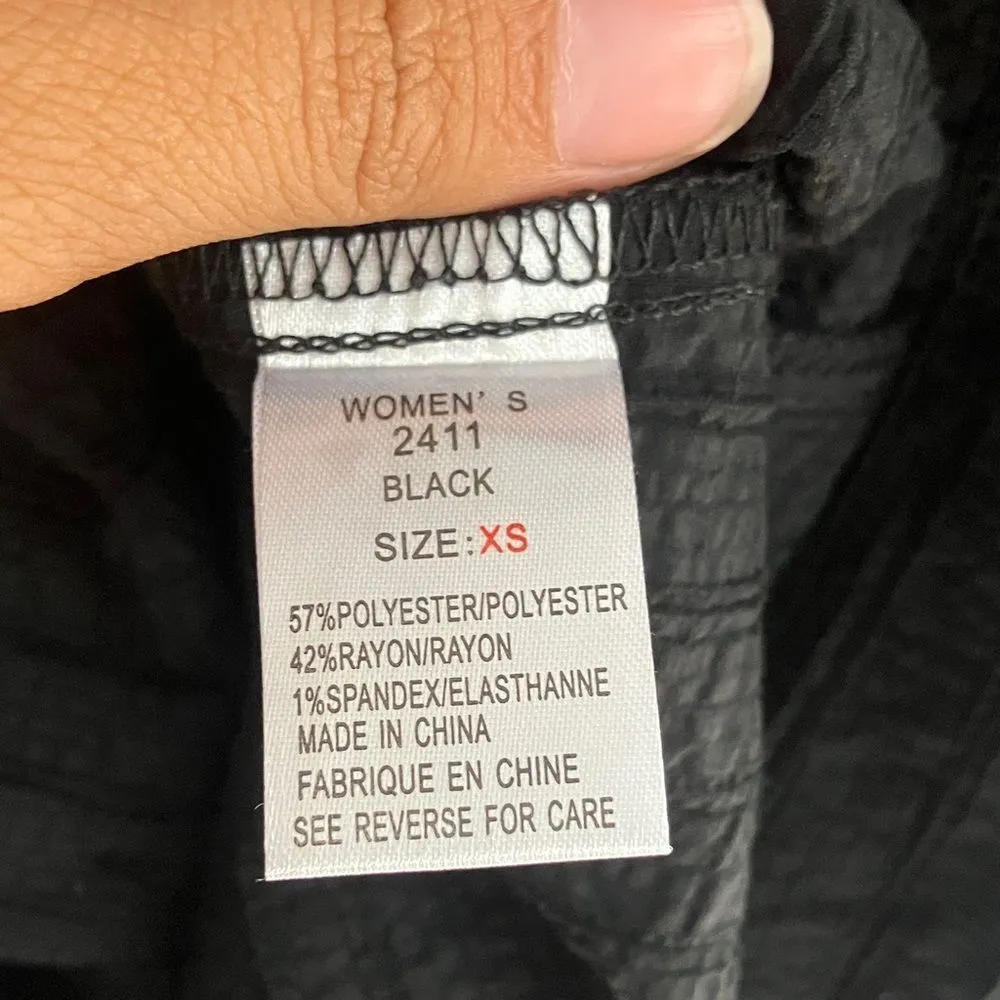 WOMEN' S
2411
BLACK
SIZE:XS
57%POLYESTER/POLYESTER
42%RAYON/RAYON
1%SPANDEX/ELASTHANNE
MADE IN CHINA
FABRIQUE EN CHINE
SEE REVERSE FOR CARE